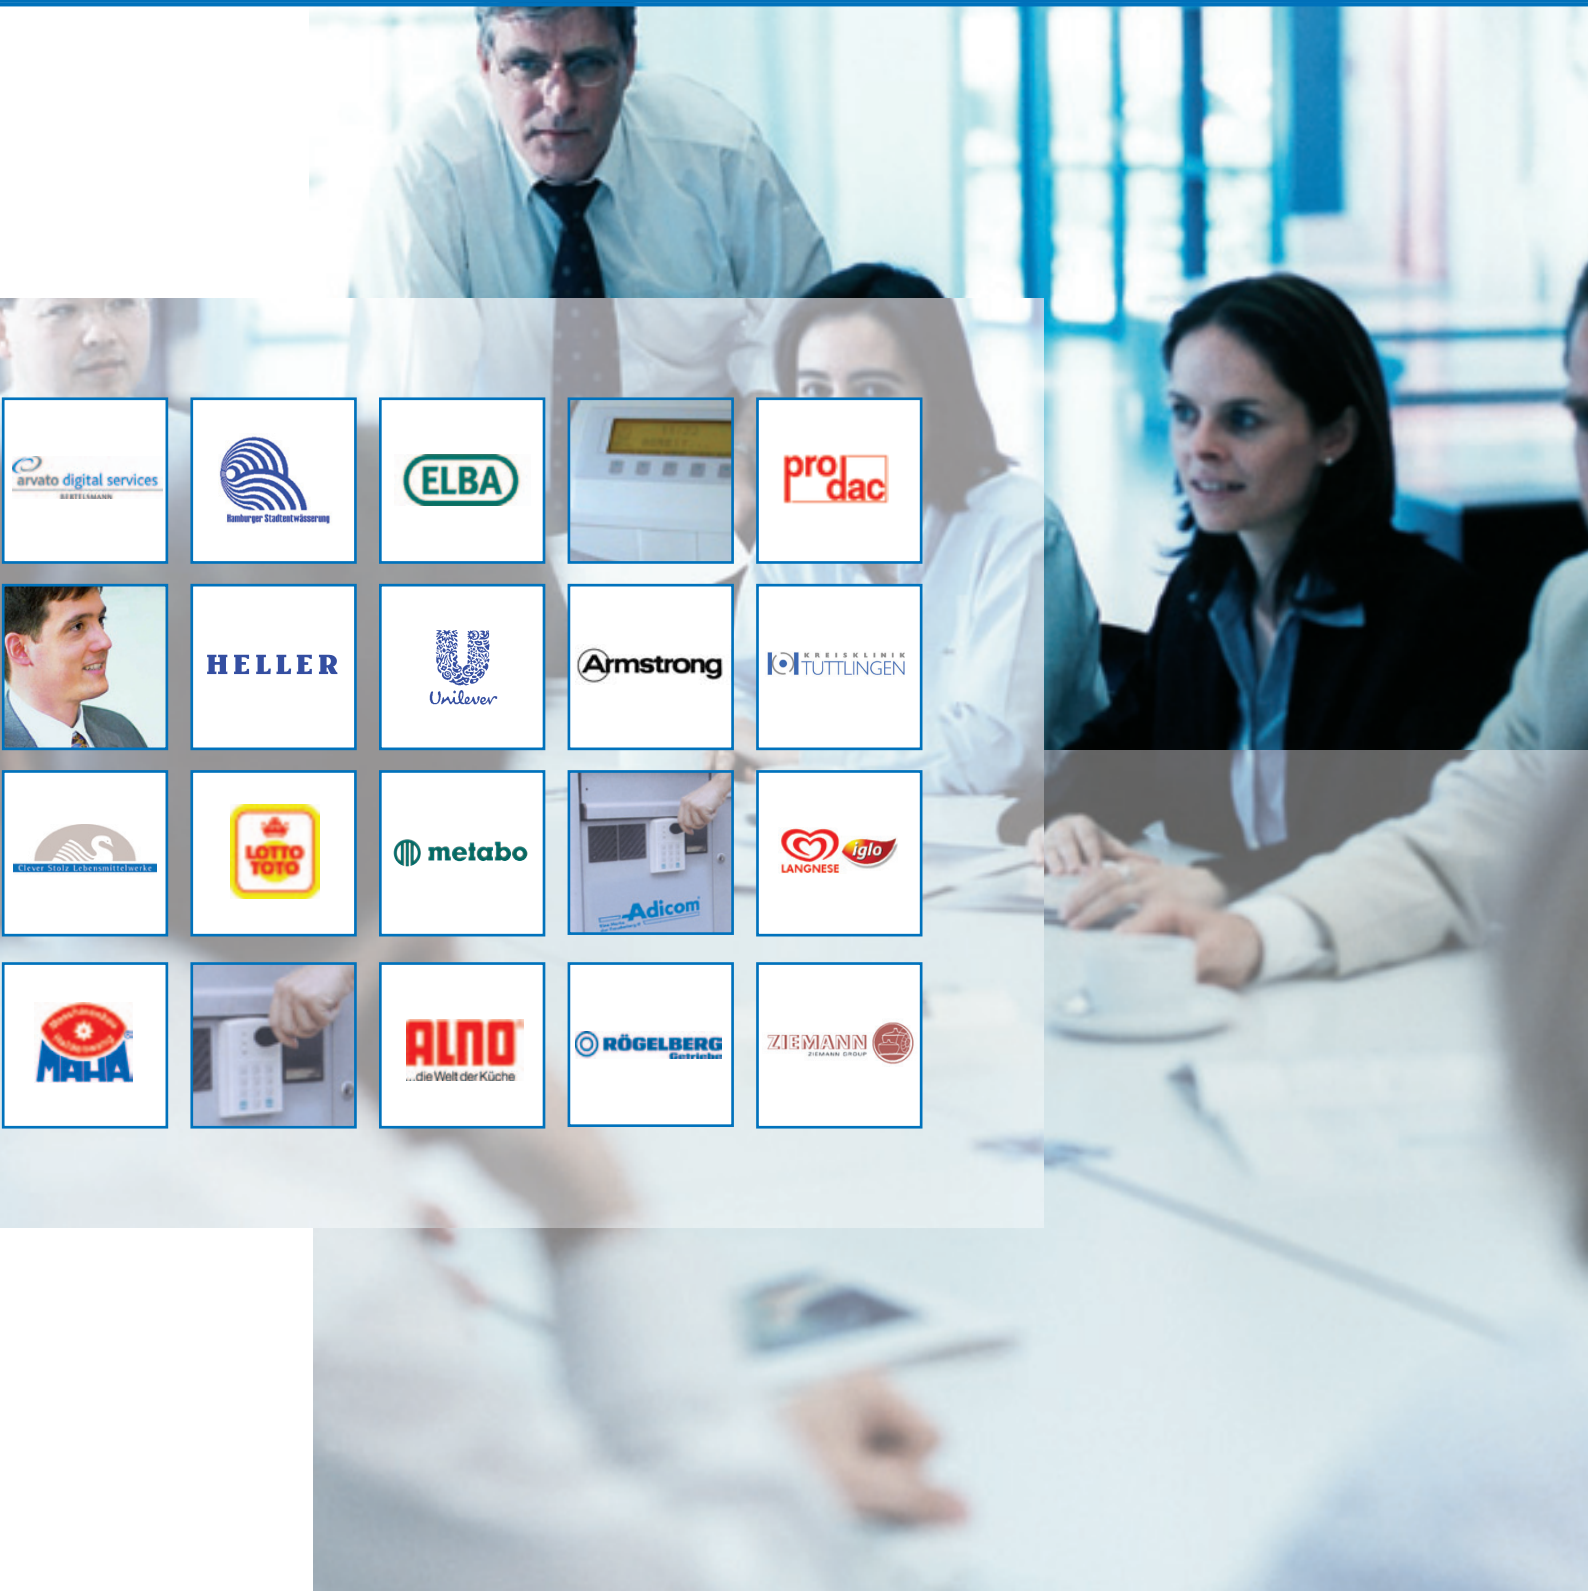 arvato digital services
BERTELSMANN
Hamburger Stadtentwässerung
ELBA
pro
dac
HELLER
Unilever
Armstrong
KREISKLINIK
TUTTLINGEN
Clever Stolz Lebensmittelwerke
LOTTO
TOTO
metabo
Adicom
LANGNESE
iglo
MAHA
ALNO
...die Welt der Küche
RÖGELBERG
Getriebe
ZIEMANN
ZIEMANN GROUP